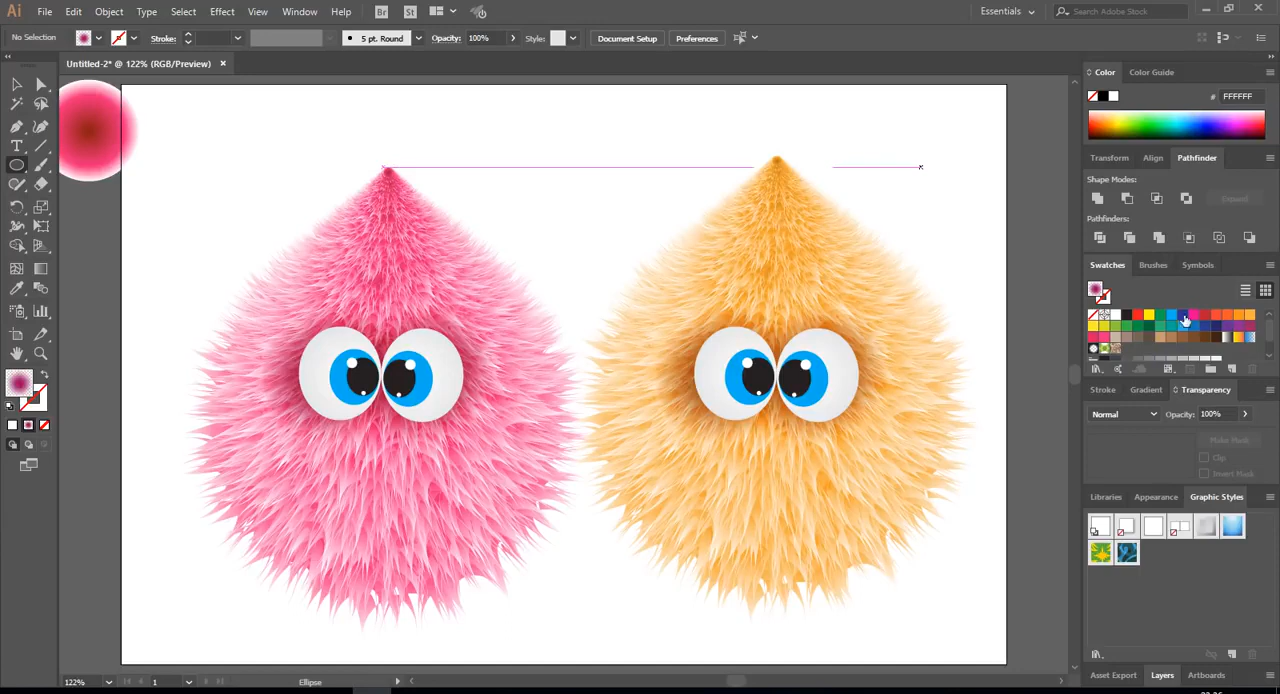 Ai File Edit Object Type Select Effect View Window Help Br St Essentials Search Adobe Stock
No Selection Stroke: 5 pt. Round Opacity: 100% Style: Document Setup Preferences
Untitled-2* @ 122% (RGB/Preview) ×
Color Color Guide
# FFFFFF
Transform Align Pathfinder
Shape Modes:
Expand
Pathfinders:
Swatches Brushes Symbols
Stroke Gradient Transparency
Normal Opacity: 100%
Make Mask
Clip
Invert Mask
Libraries Appearance Graphic Styles
Asset Export Layers Artboards
122% 1 Ellipse